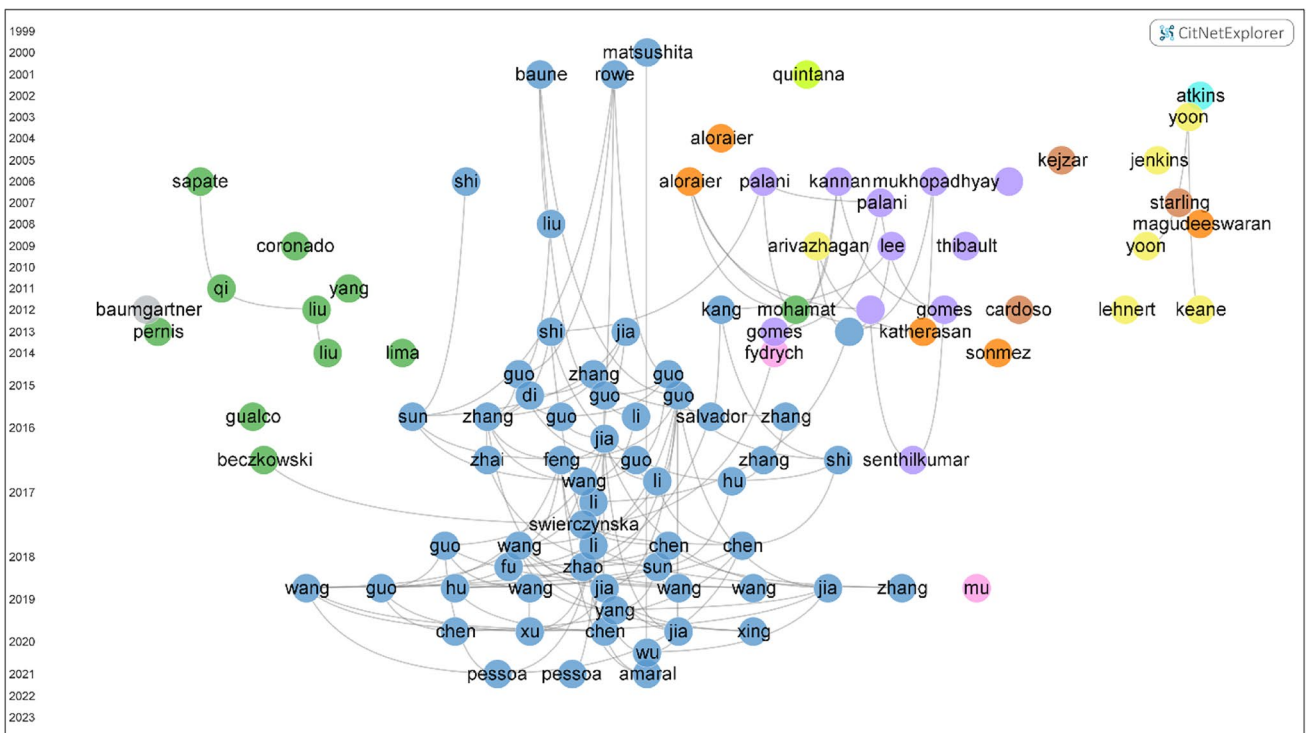 CitNetExplorer
1999
2000 matsushita
2001 baune rowe quintana
2002 atkins
2003 yoon
2004 aloraier
2005 kejzar jenkins
2006 sapate shi aloraier palani kannan mukhopadhyay
2007 palani starling
2008 liu magudeeswaran
2009 coronado arivazhagan lee thibault yoon
2010
2011 qi yang
2012 baumgartner liu kang mohamat gomes cardoso lehnert keane
2013 pernis shi jia gomes katherasan
2014 liu lima fydrych sonmez
guo zhang guo
2015
di guo guo
gualco sun zhang guo li salvador zhang
2016
jia
beczkowski zhai feng guo zhang shi senthilkumar
wang li hu
2017
li
swierczynska
guo wang li chen chen
2018
fu zhao sun
wang guo hu wang jia wang wang jia zhang mu
2019
yang
chen xu chen jia xing
2020
wu
2021 pessoa pessoa amaral
2022
2023